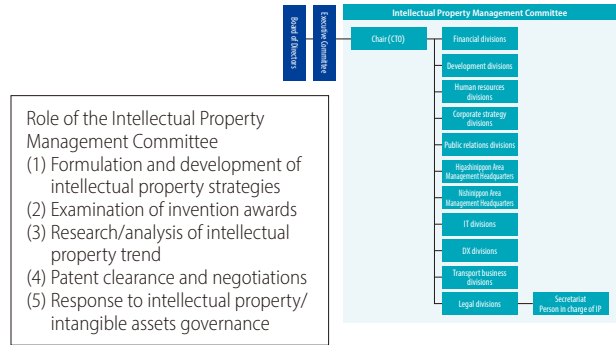 Intellectual Property Management Committee
Board of Directors
Executive Committee
Chair (CTO)
Financial divisions
Development divisions
Human resources
divisions
Corporate strategy
divisions
Public relations divisions
Higashinippon Area
Management Headquarters
Nishinippon Area
Management Headquarters
IT divisions
DX divisions
Transport business
divisions
Legal divisions
Secretariat
Person in charge of IP
Role of the Intellectual Property
Management Committee
(1) Formulation and development of
intellectual property strategies
(2) Examination of invention awards
(3) Research/analysis of intellectual
property trend
(4) Patent clearance and negotiations
(5) Response to intellectual property/
intangible assets governance